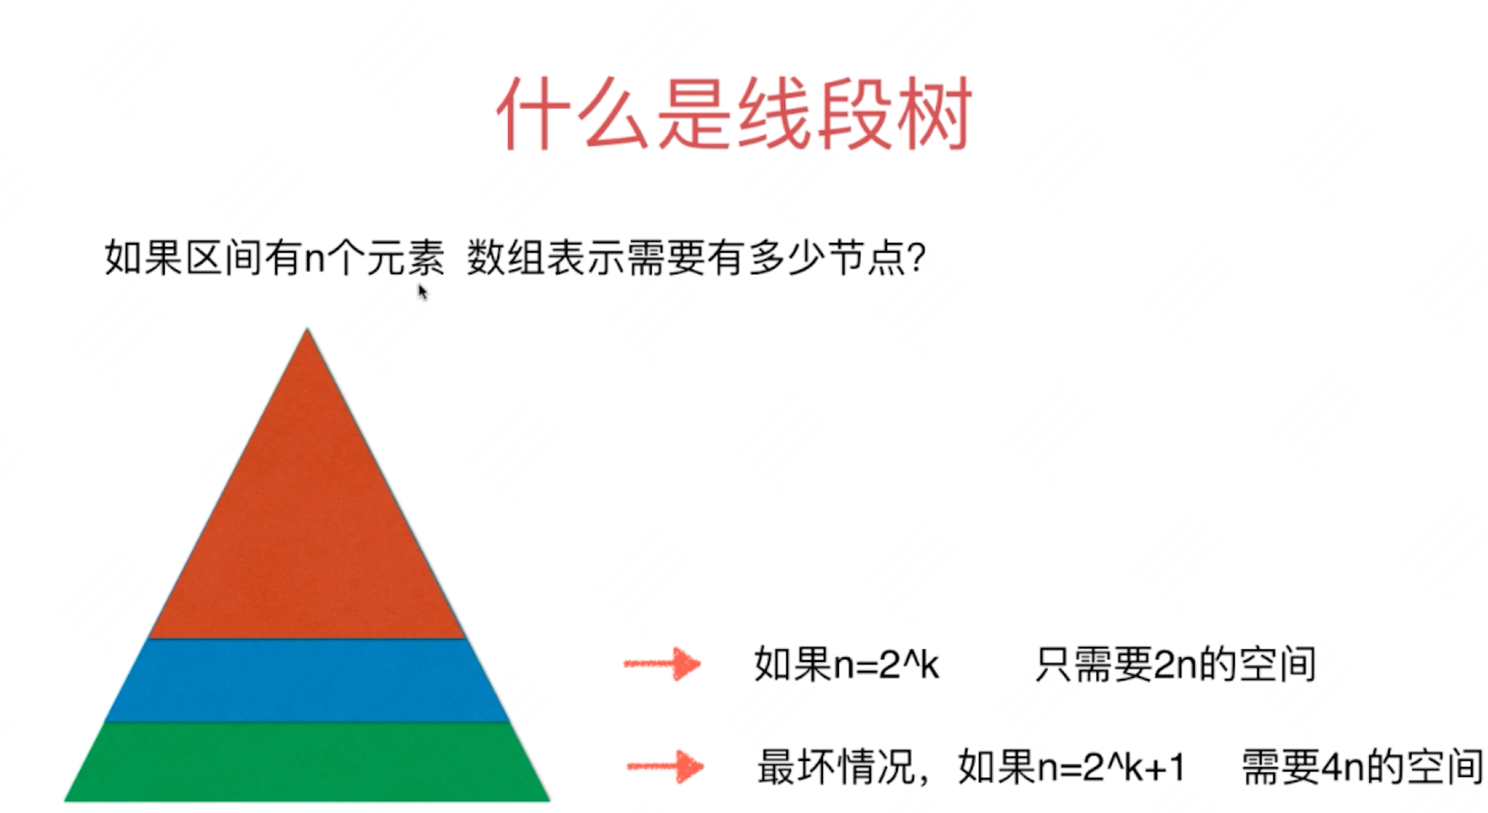 什么是线段树
如果区间有n个元素 数组表示需要有多少节点?
如果n=2^k 只需要2n的空间
最坏情况，如果n=2^k+1 需要4n的空间